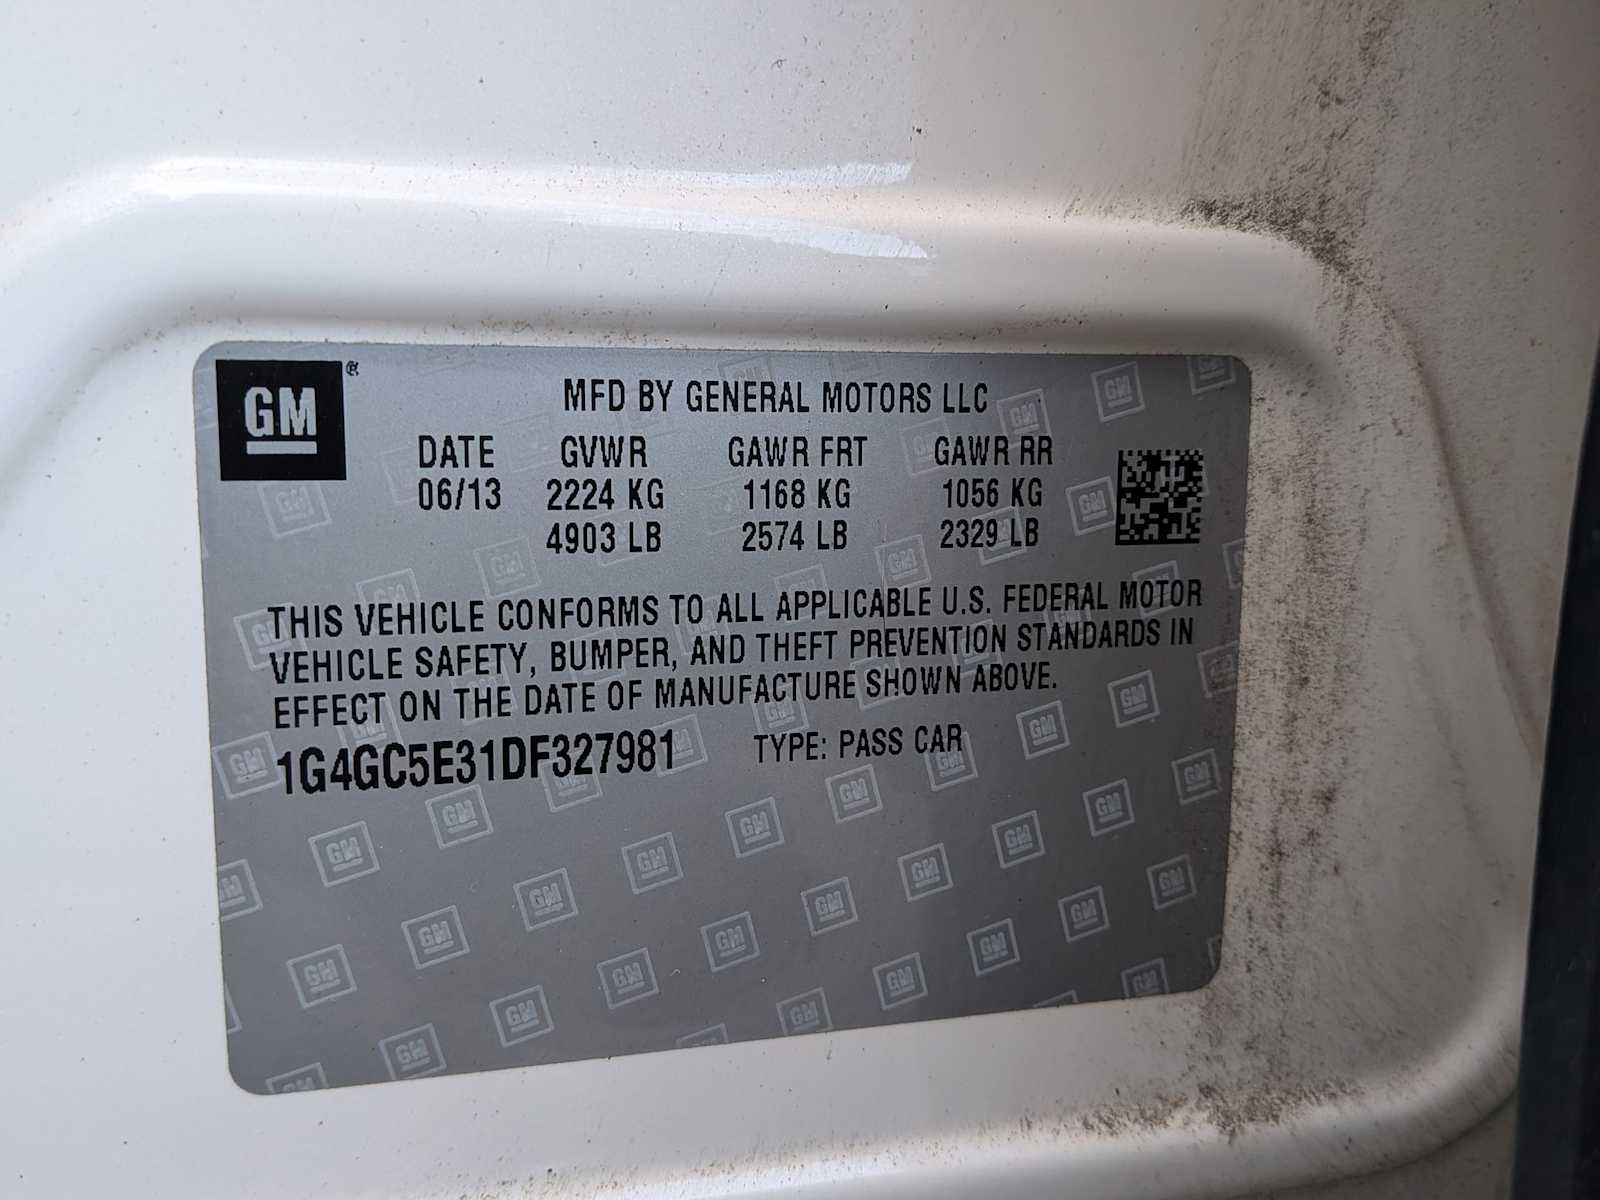 GM®
MFD BY GENERAL MOTORS LLC
DATE GVWR GAWR FRT GAWR RR
06/13 2224 KG 1168 KG 1056 KG
4903 LB 2574 LB 2329 LB
THIS VEHICLE CONFORMS TO ALL APPLICABLE U.S. FEDERAL MOTOR
VEHICLE SAFETY, BUMPER, AND THEFT PREVENTION STANDARDS IN
EFFECT ON THE DATE OF MANUFACTURE SHOWN ABOVE.
1G4GC5E31DF327981 TYPE: PASS CAR